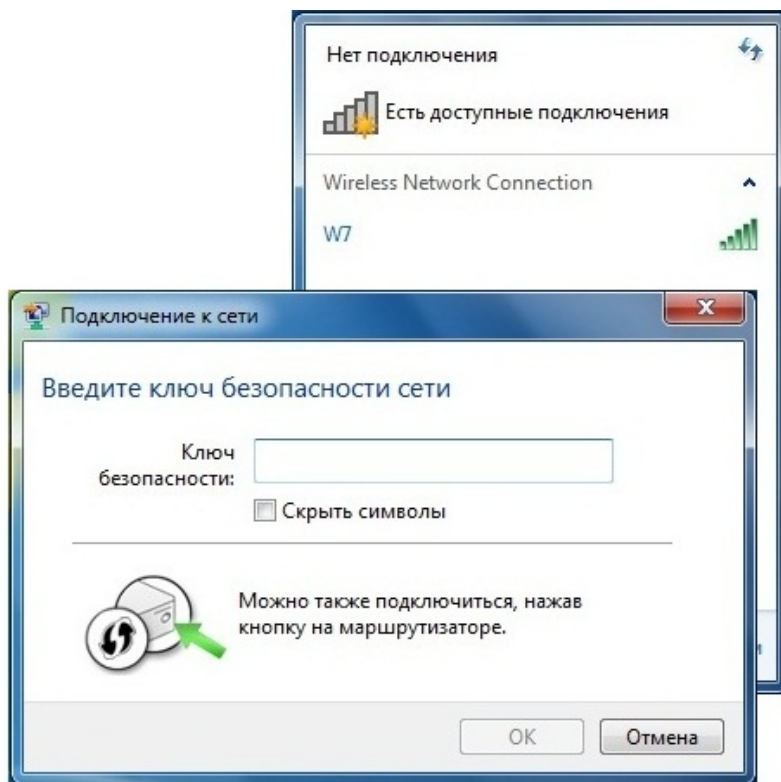 Нет подключения
Есть доступные подключения
Wireless Network Connection
W7
Подключение к сети
Введите ключ безопасности сети
Ключ
безопасности:
Скрыть символы
Можно также подключиться, нажав
кнопку на маршрутизаторе.
OK
Отмена